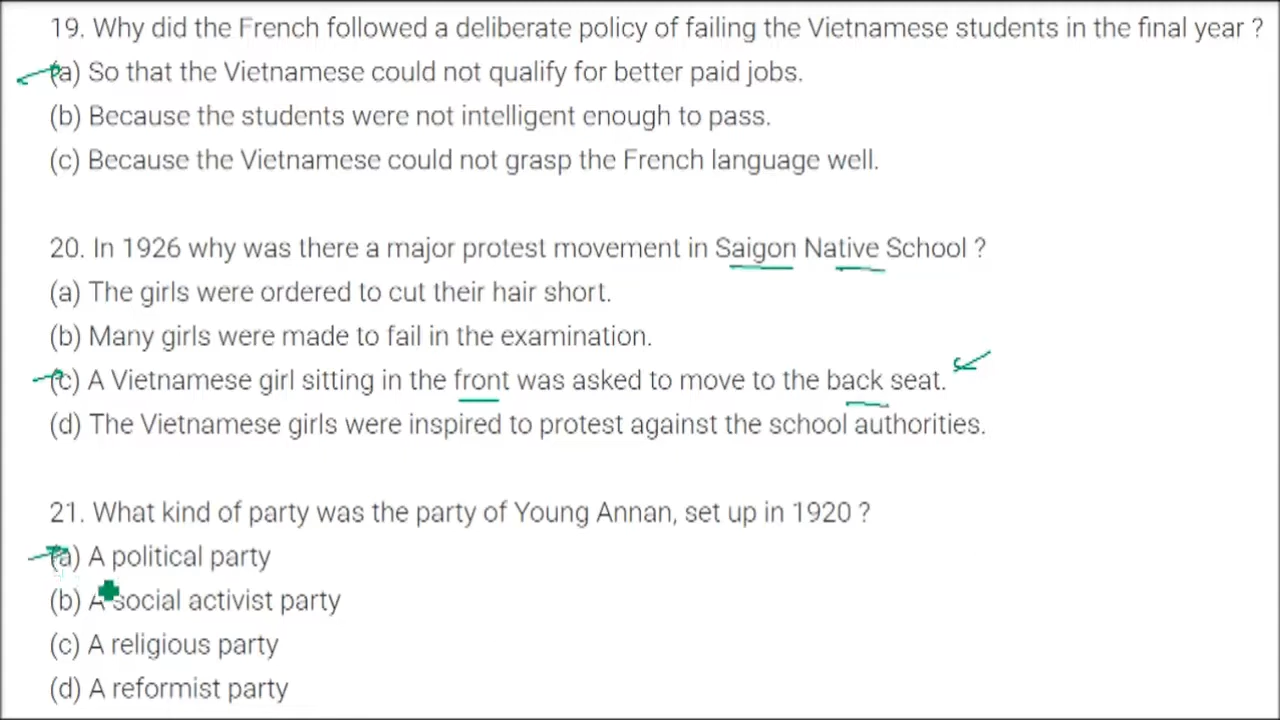 19. Why did the French followed a deliberate policy of failing the Vietnamese students in the final year ?
(a) So that the Vietnamese could not qualify for better paid jobs.
(b) Because the students were not intelligent enough to pass.
(c) Because the Vietnamese could not grasp the French language well.
20. In 1926 why was there a major protest movement in Saigon Native School ?
(a) The girls were ordered to cut their hair short.
(b) Many girls were made to fail in the examination.
(c) A Vietnamese girl sitting in the front was asked to move to the back seat.
(d) The Vietnamese girls were inspired to protest against the school authorities.
21. What kind of party was the party of Young Annan, set up in 1920 ?
(a) A political party
(b) A social activist party
(c) A religious party
(d) A reformist party